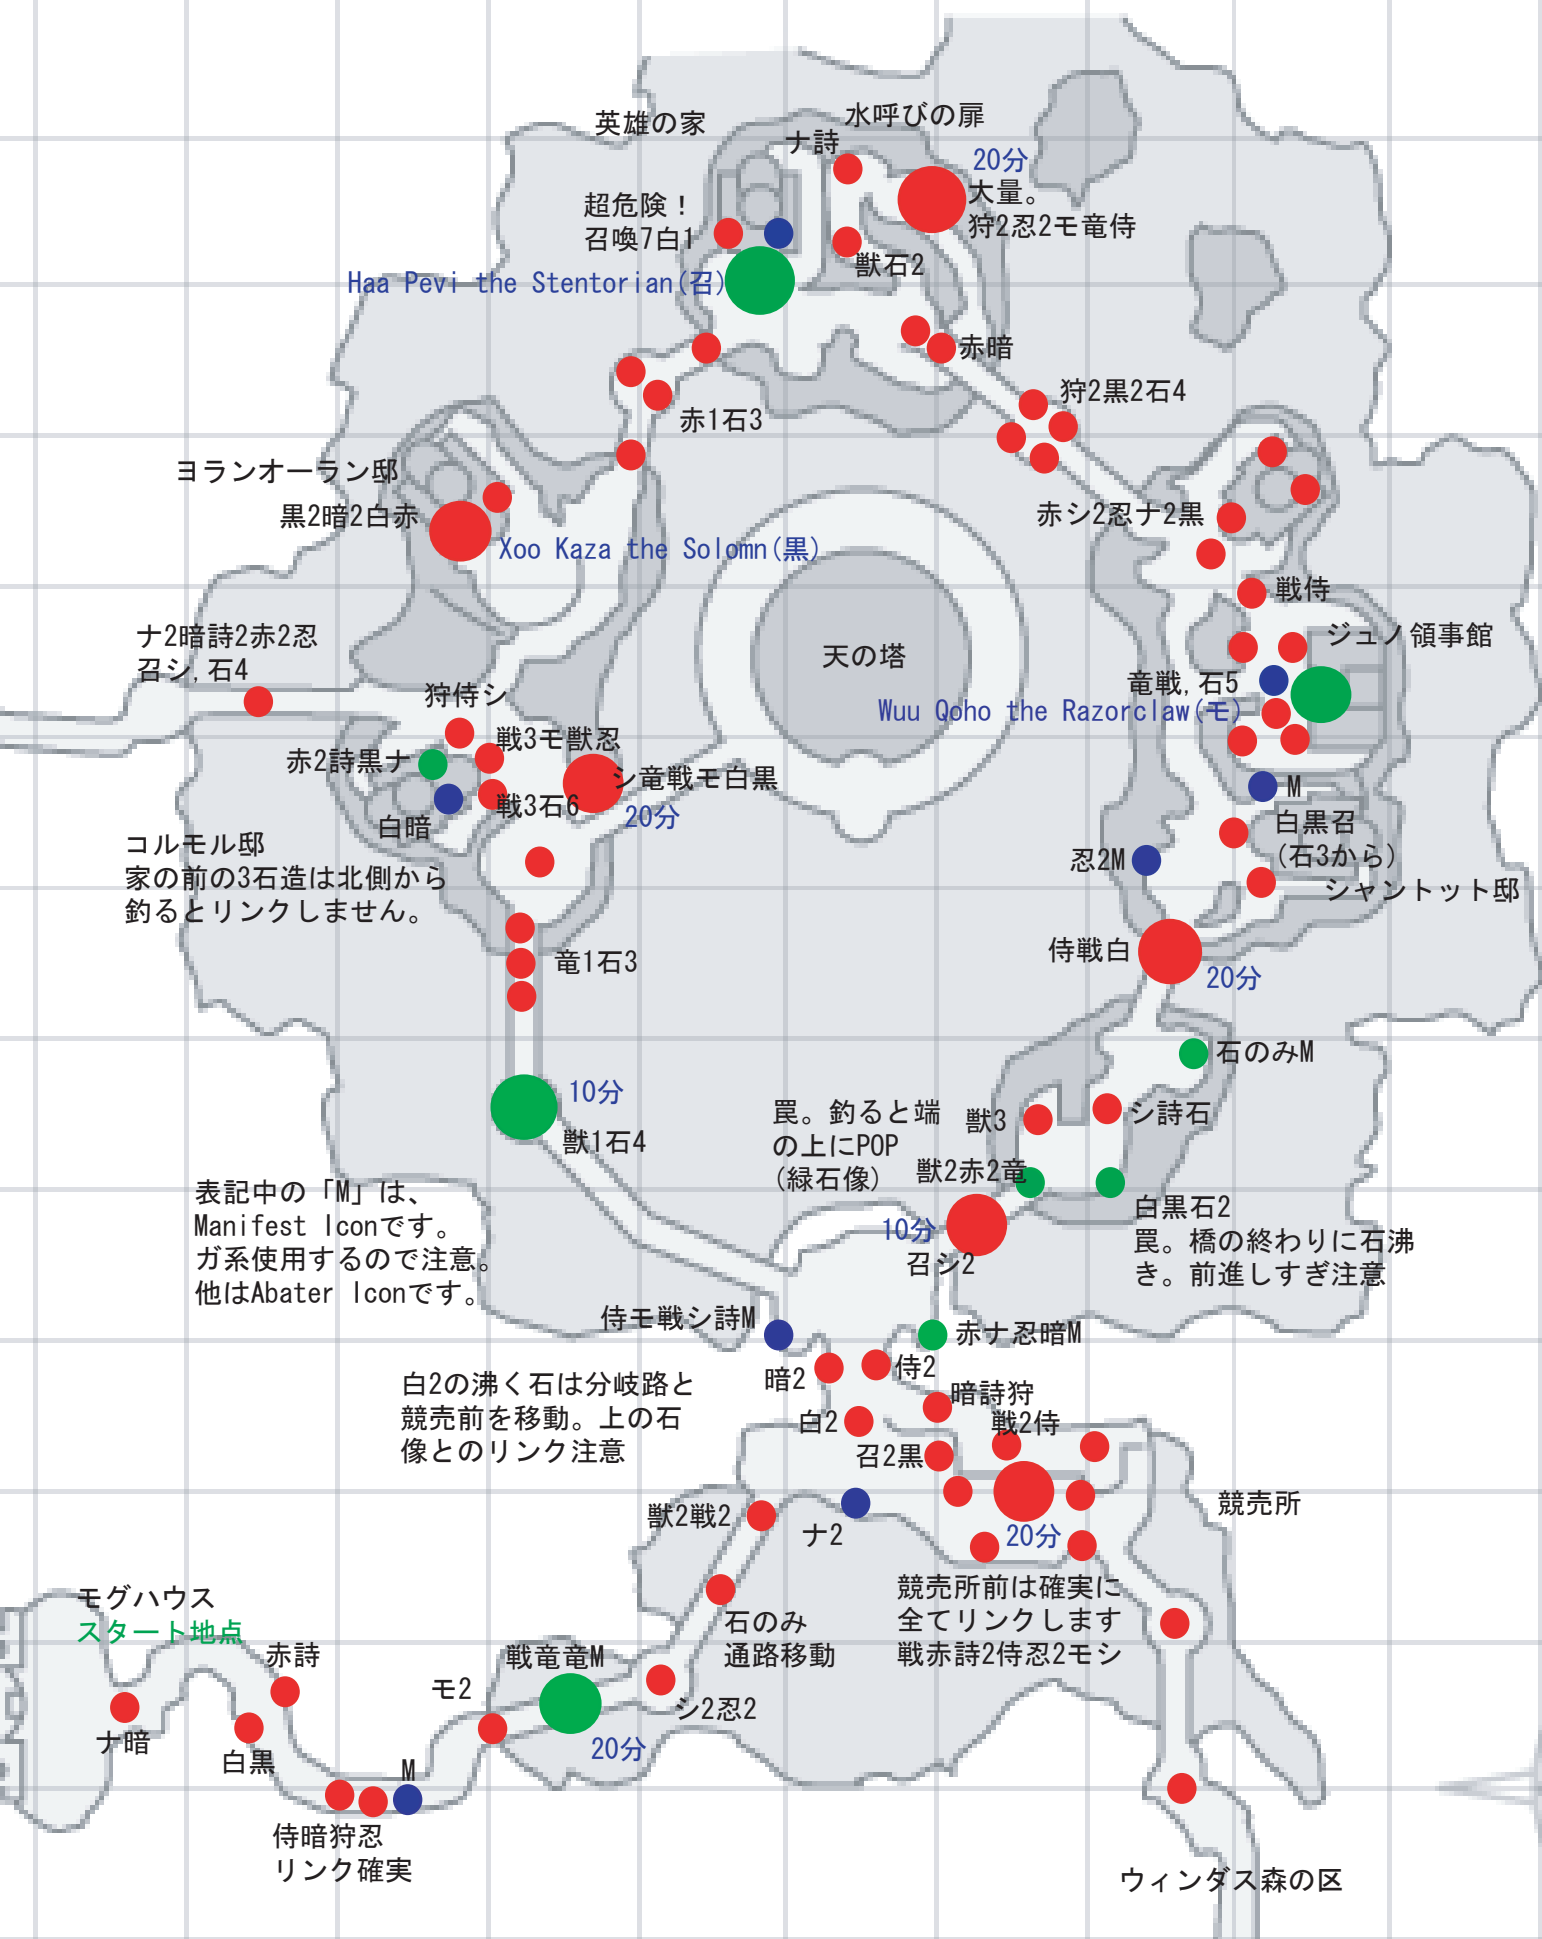 水呼びの扉
英雄の家
ナ詩
20分
大量。
狩2忍2モ竜侍
超危険！
召喚7白1
獣石2
Haa Pevi the Stentorian(召)
赤暗
狩2黒2石4
赤1石3
ヨランオーラン邸
黒2暗2白赤
赤シ2忍ナ2黒
Xoo Kaza the Solomn(黒)
戦侍
ナ2暗詩2赤2忍
召シ,石4
ジュノ領事館
天の塔
竜戦,石5
狩侍シ
Wuu Qoho the Razorclaw(モ)
戦3モ獣忍
赤2詩黒ナ
シ竜戦モ白黒
戦3石6
20分
M
白暗
白黒召
(石3から)
忍2M
シャントット邸
コルモル邸
家の前の3石造は北側から
釣るとリンクしません。
侍戦白
20分
竜1石3
石のみM
10分
獣1石4
罠。釣ると端
の上にPOP
(緑石像)
獣3
シ詩石
獣2赤2竜
表記中の「M」は、
Manifest Iconです。
ガ系使用するので注意。
他はAbater Iconです。
白黒石2
罠。橋の終わりに石沸
き。前進しすぎ注意
10分
召シ2
侍モ戦シ詩M
赤ナ忍暗M
暗2
侍2
白2の沸く石は分岐路と
競売前を移動。上の石
像とのリンク注意
暗詩狩
白2
戦2侍
召2黒
獣2戦2
ナ2
20分
競売所
競売所前は確実に
全てリンクします
戦赤詩2侍忍2モシ
モグハウス
スタート地点
石のみ
通路移動
赤詩
戦竜竜M
モ2
シ2忍2
ナ暗
白黒
20分
M
侍暗狩忍
リンク確実
ウィンダス森の区